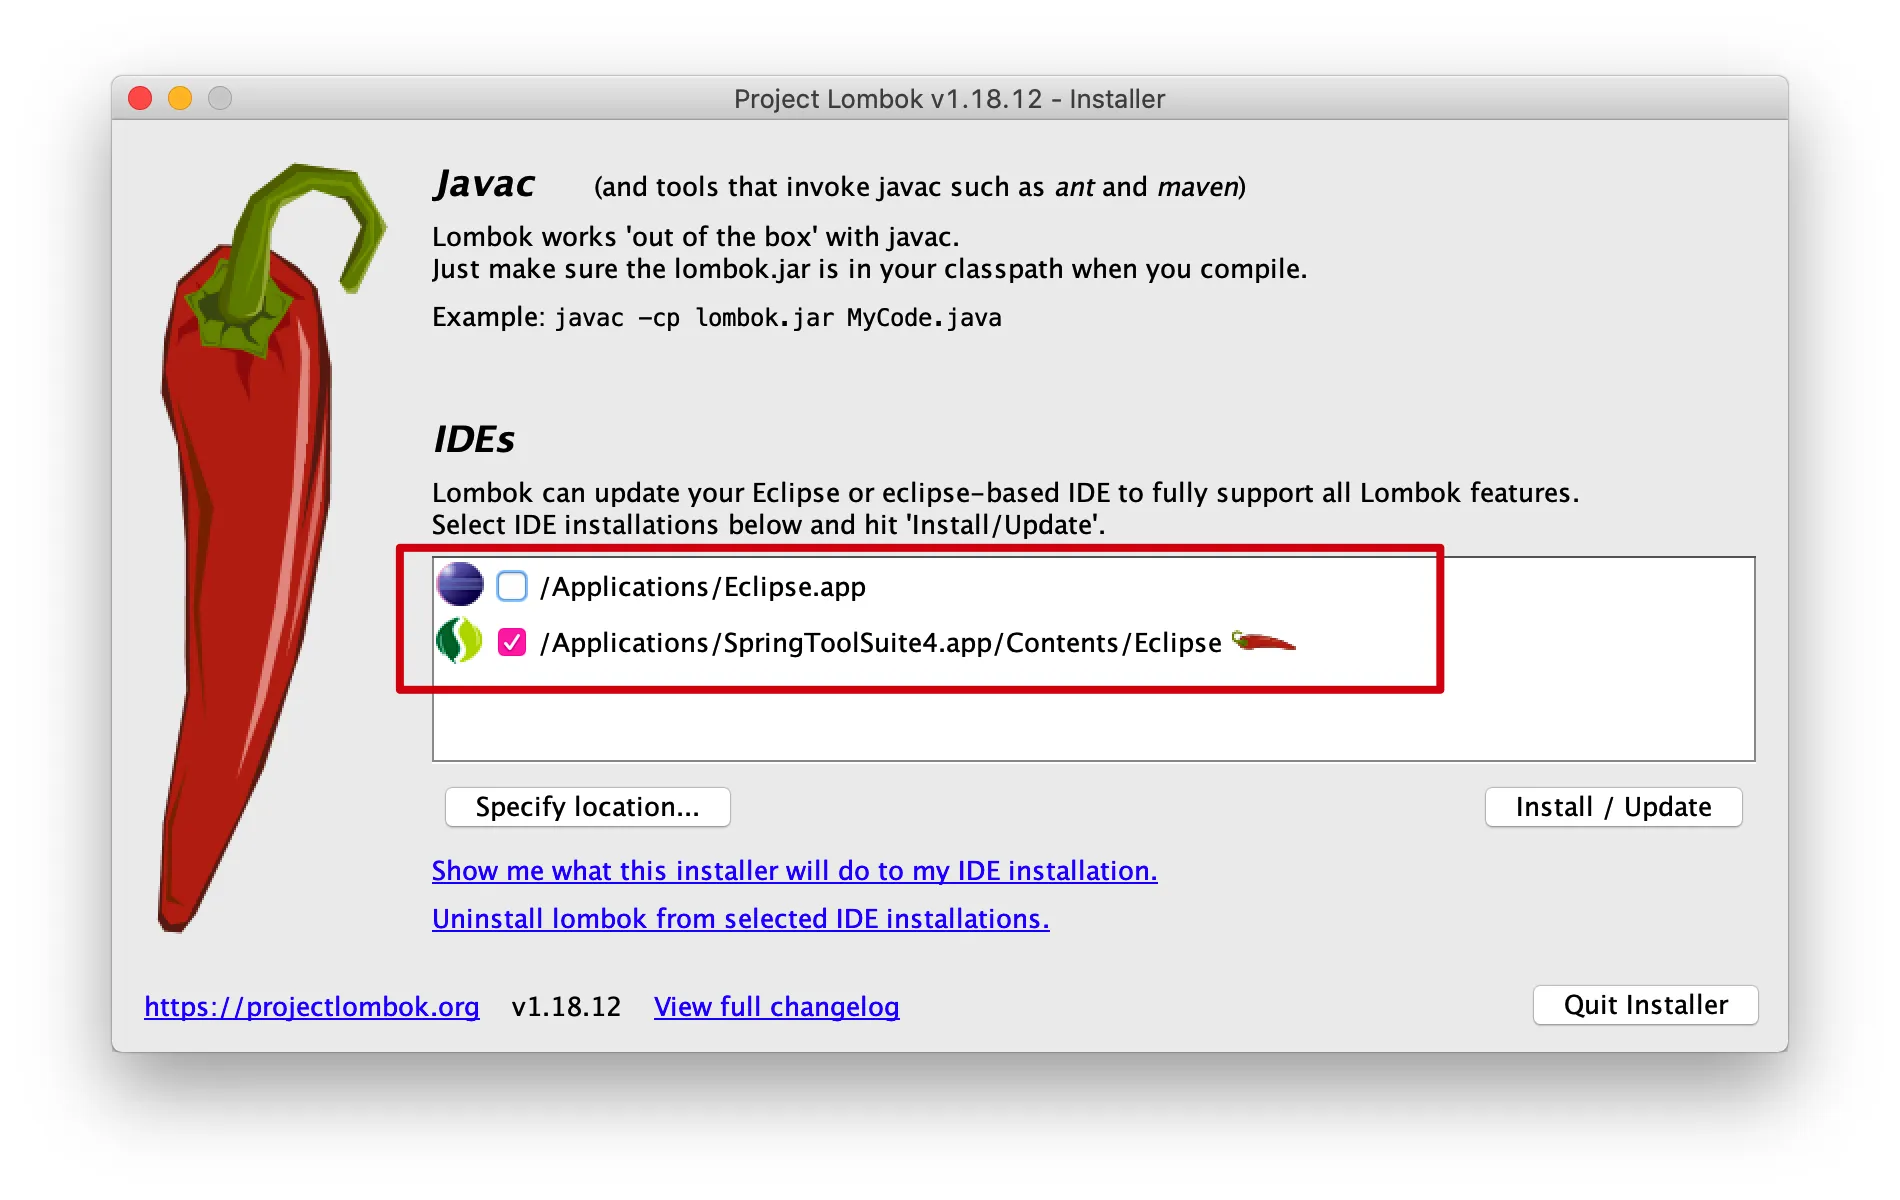 Project Lombok v1.18.12 - Installer
Javac (and tools that invoke javac such as ant and maven)
Lombok works 'out of the box' with javac.
Just make sure the lombok.jar is in your classpath when you compile.
Example: javac -cp lombok.jar MyCode.java
IDEs
Lombok can update your Eclipse or eclipse-based IDE to fully support all Lombok features.
Select IDE installations below and hit 'Install/Update'.
/Applications/Eclipse.app
/Applications/SpringToolSuite4.app/Contents/Eclipse
Specify location... Install / Update
Show me what this installer will do to my IDE installation.
Uninstall lombok from selected IDE installations.
https://projectlombok.org v1.18.12 View full changelog Quit Installer